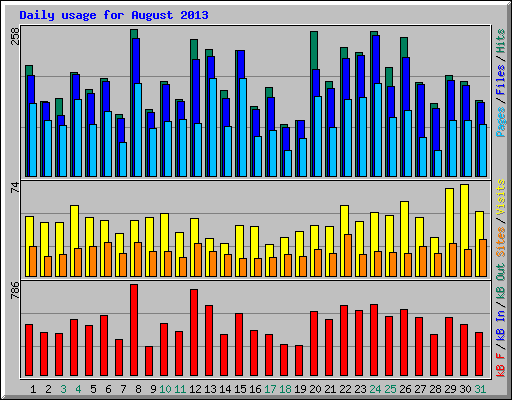 Daily usage for August 2013
258
Pages / Files / Hits
74
Sites / Visits
786
kB F / kB In / kB Out
1 2 3 4 5 6 7 8 9 10 11 12 13 14 15 16 17 18 19 20 21 22 23 24 25 26 27 28 29 30 31